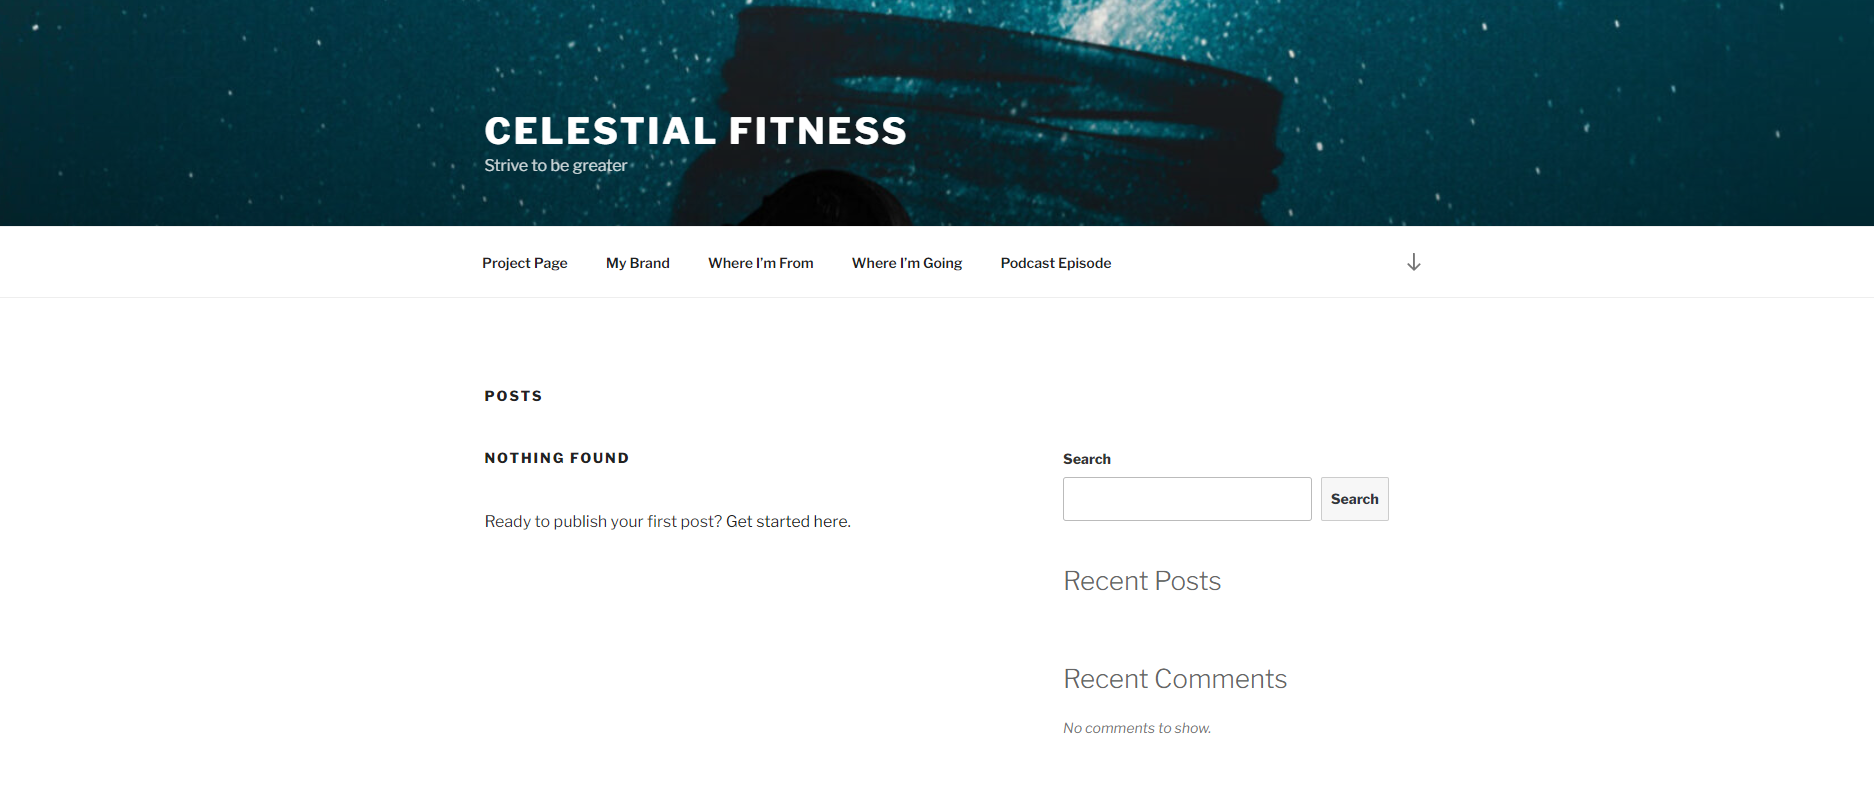 CELESTIAL FITNESS
Strive to be greater
Project Page
My Brand
Where I’m From
Where I’m Going
Podcast Episode
POSTS
NOTHING FOUND
Ready to publish your first post? Get started here.
Search
Search
Recent Posts
Recent Comments
No comments to show.